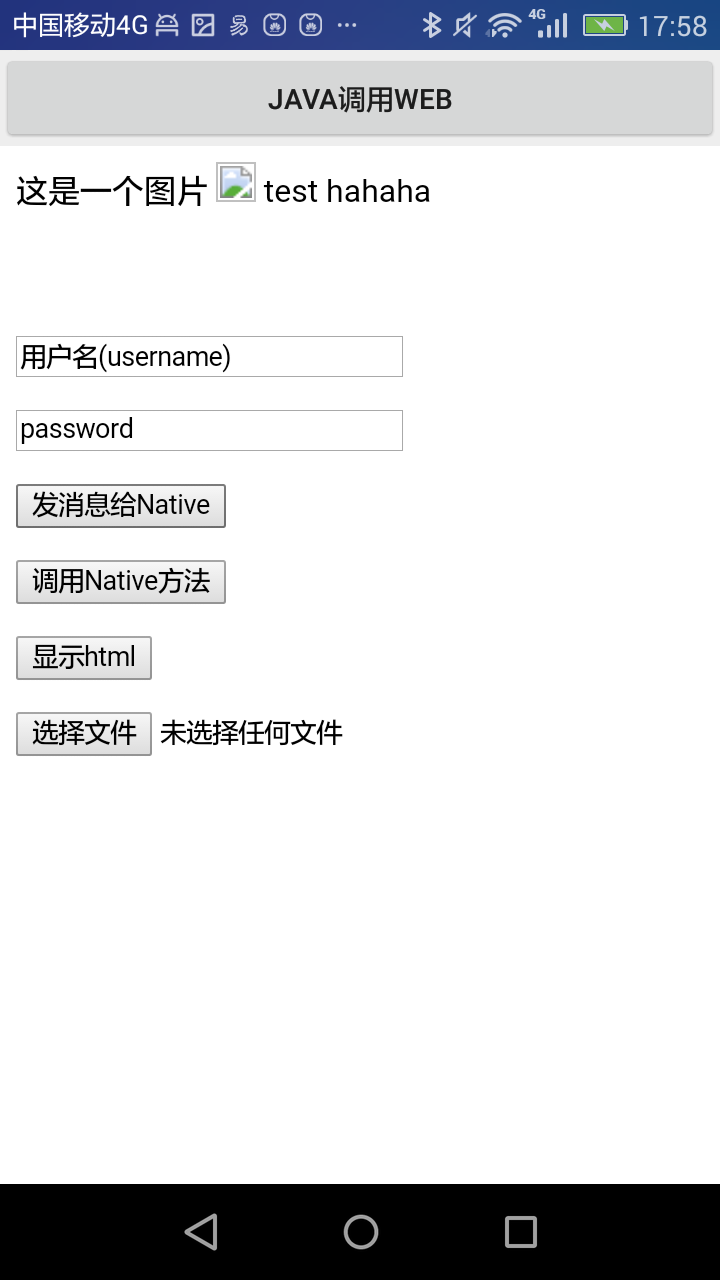 中国移动4G 4G 17:58
JAVA调用WEB
这是一个图片 test hahaha
用户名(username)
password
发消息给Native
调用Native方法
显示html
选择文件 未选择任何文件